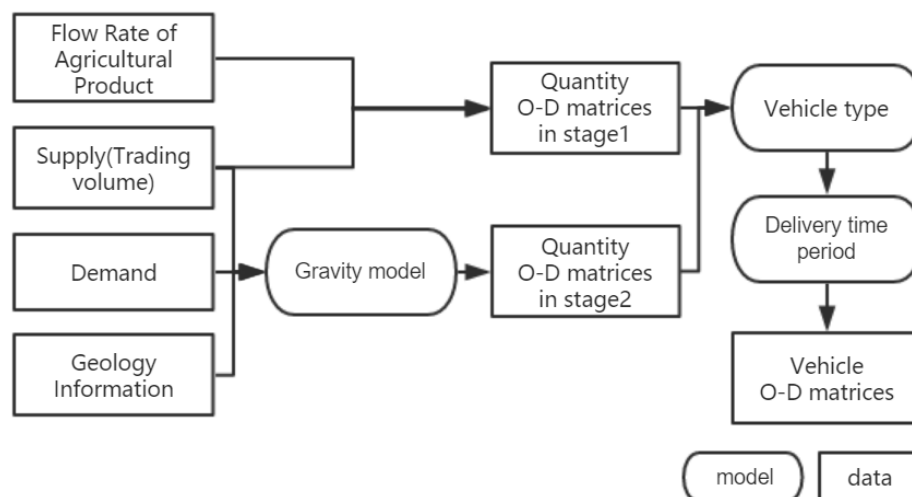 Flow Rate of
Agricultural
Product
Supply(Trading
volume)
Demand
Geology
Information
Gravity model
Quantity
O-D matrices
in stage1
Quantity
O-D matrices
in stage2
Vehicle type
Delivery time
period
Vehicle
O-D matrices
model
data